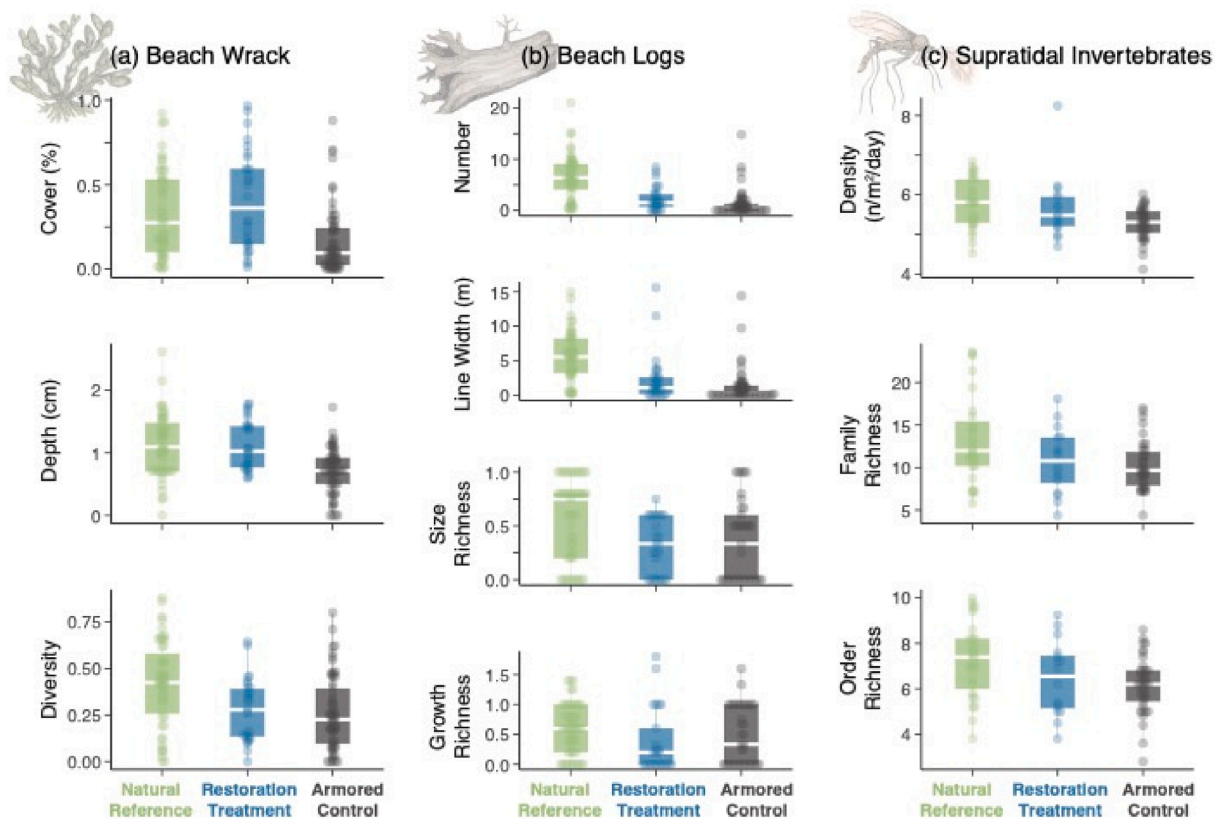 (a) Beach Wrack
(b) Beach Logs
(c) Supratidal Invertebrates
Cover (%)
1.0
0.5
0.0
Depth (cm)
2
1
0
Diversity
0.75
0.50
0.25
0.00
Natural
Reference
Restoration
Treatment
Armored
Control
Number
20
10
0
Line Width (m)
15
10
5
0
Size
Richness
1.0
0.5
0.0
Growth
Richness
1.5
1.0
0.5
0.0
Natural
Reference
Restoration
Treatment
Armored
Control
Density
(n/m²/day)
8
6
4
Family
Richness
20
15
10
5
Order
Richness
10
8
6
4
Natural
Reference
Restoration
Treatment
Armored
Control